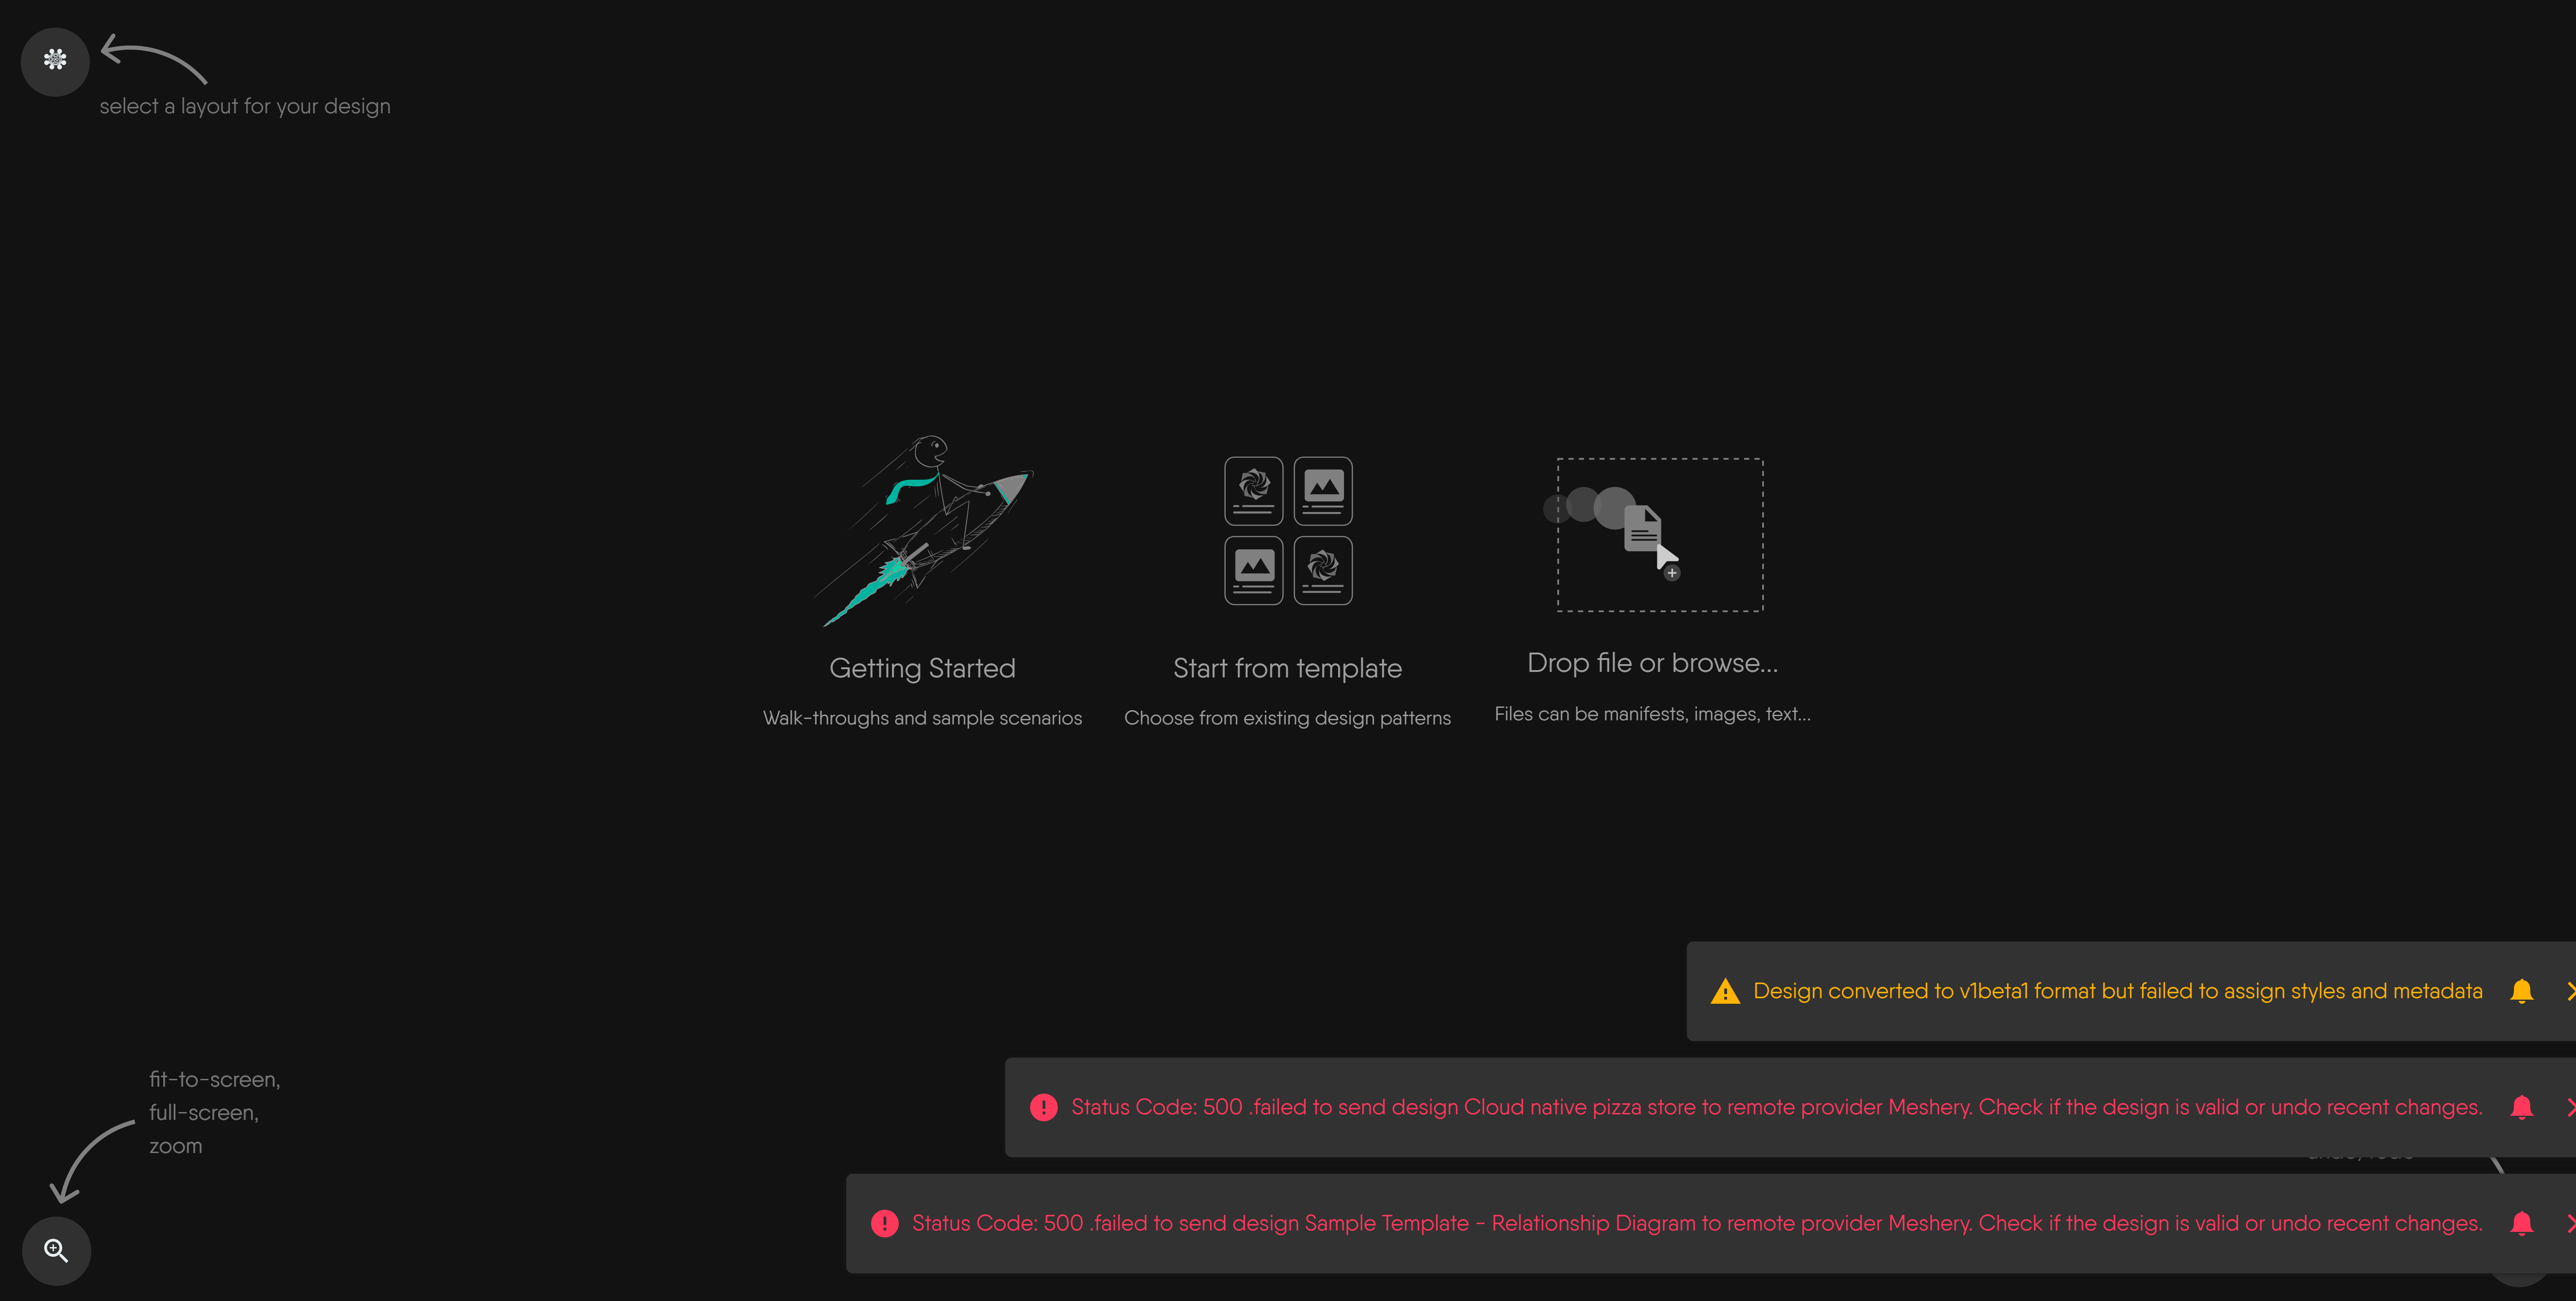 select a layout for your design
Getting Started
Walk-throughs and sample scenarios
Start from template
Choose from existing design patterns
Drop file or browse...
Files can be manifests, images, text...
Design converted to v1beta1 format but failed to assign styles and metadata
fit-to-screen,
full-screen,
zoom
Status Code: 500 .failed to send design Cloud native pizza store to remote provider Meshery. Check if the design is valid or undo recent changes.
Status Code: 500 .failed to send design Sample Template - Relationship Diagram to remote provider Meshery. Check if the design is valid or undo recent changes.